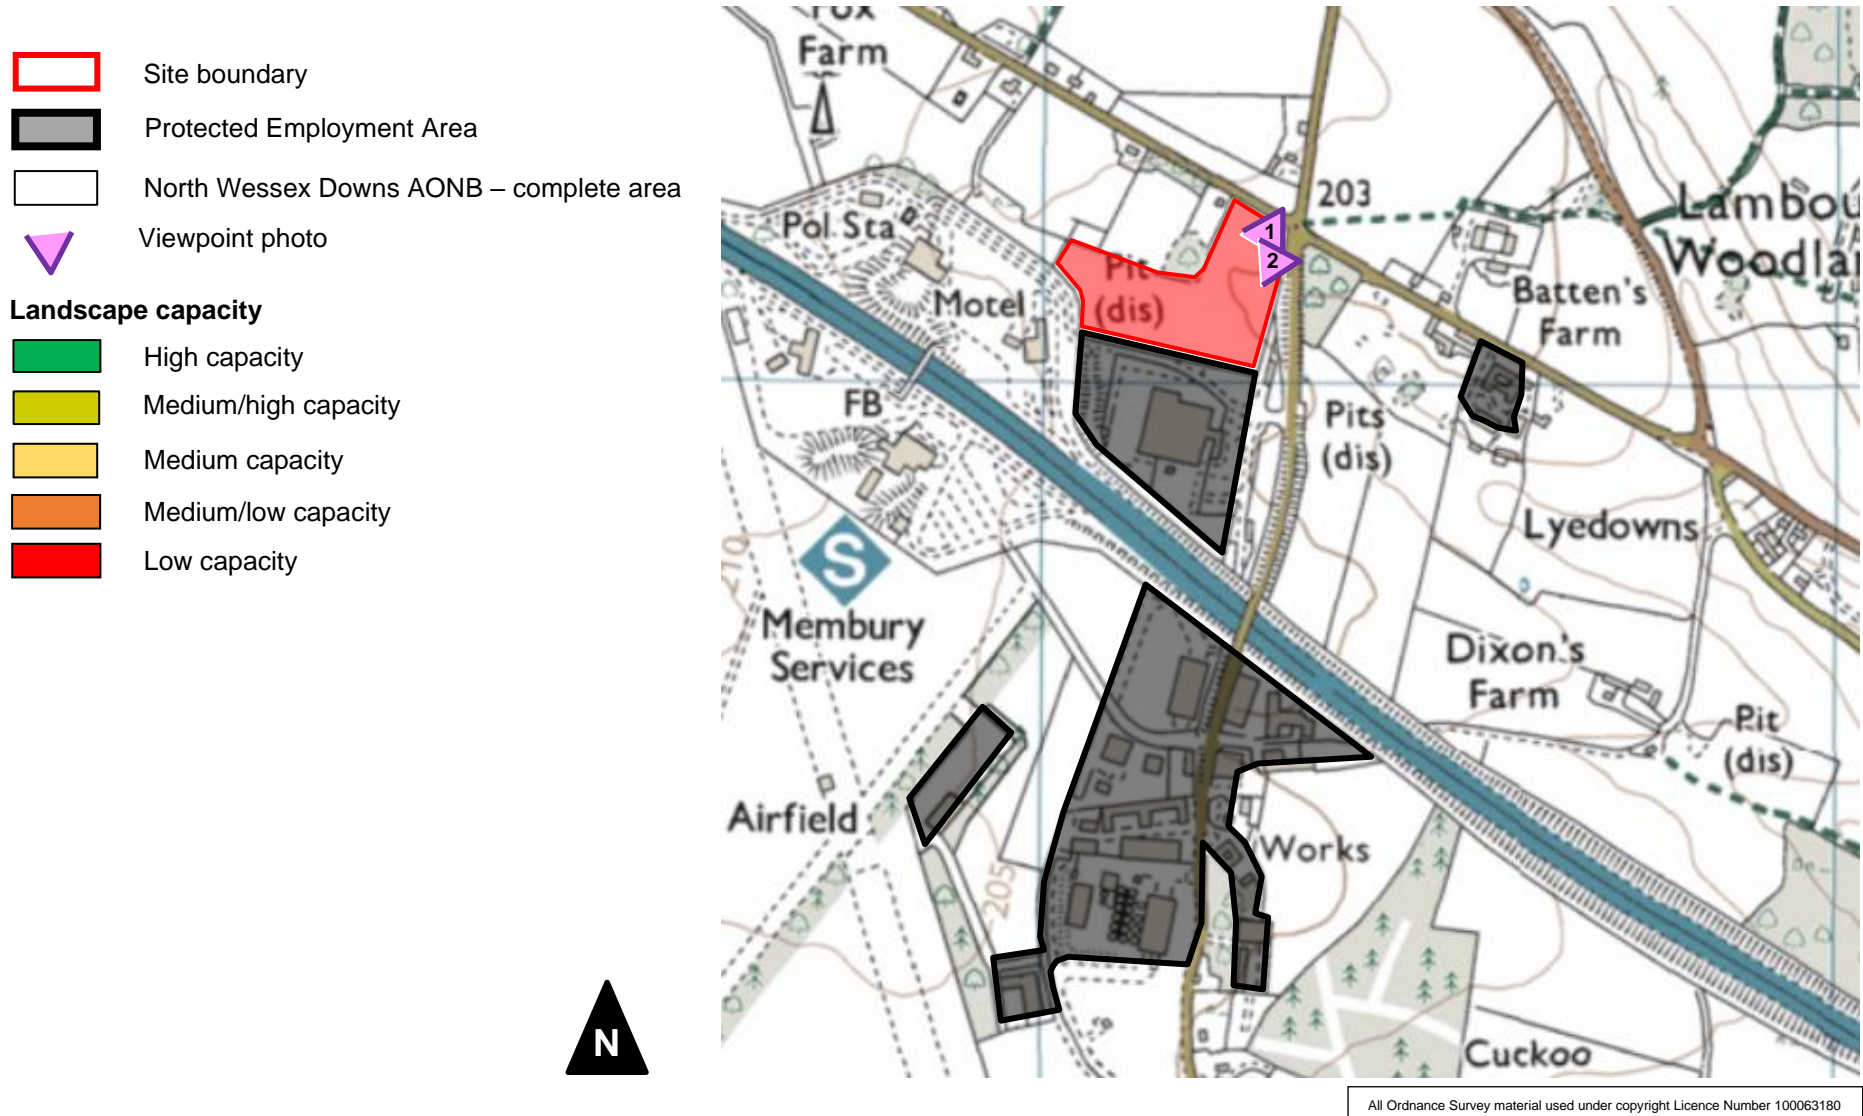 Site boundary
Protected Employment Area
North Wessex Downs AONB – complete area
Viewpoint photo
Landscape capacity
High capacity
Medium/high capacity
Medium capacity
Medium/low capacity
Low capacity
N
Fox
Farm
203
Pol Sta
1
2
Pit
(dis)
Motel
Batten's
Farm
FB
Pits
(dis)
Lyedowns
210
S
Membury
Services
Dixon's
Farm
Pit
(dis)
Airfield
Works
205
Cuckoo
All Ordnance Survey material used under copyright Licence Number 100063180